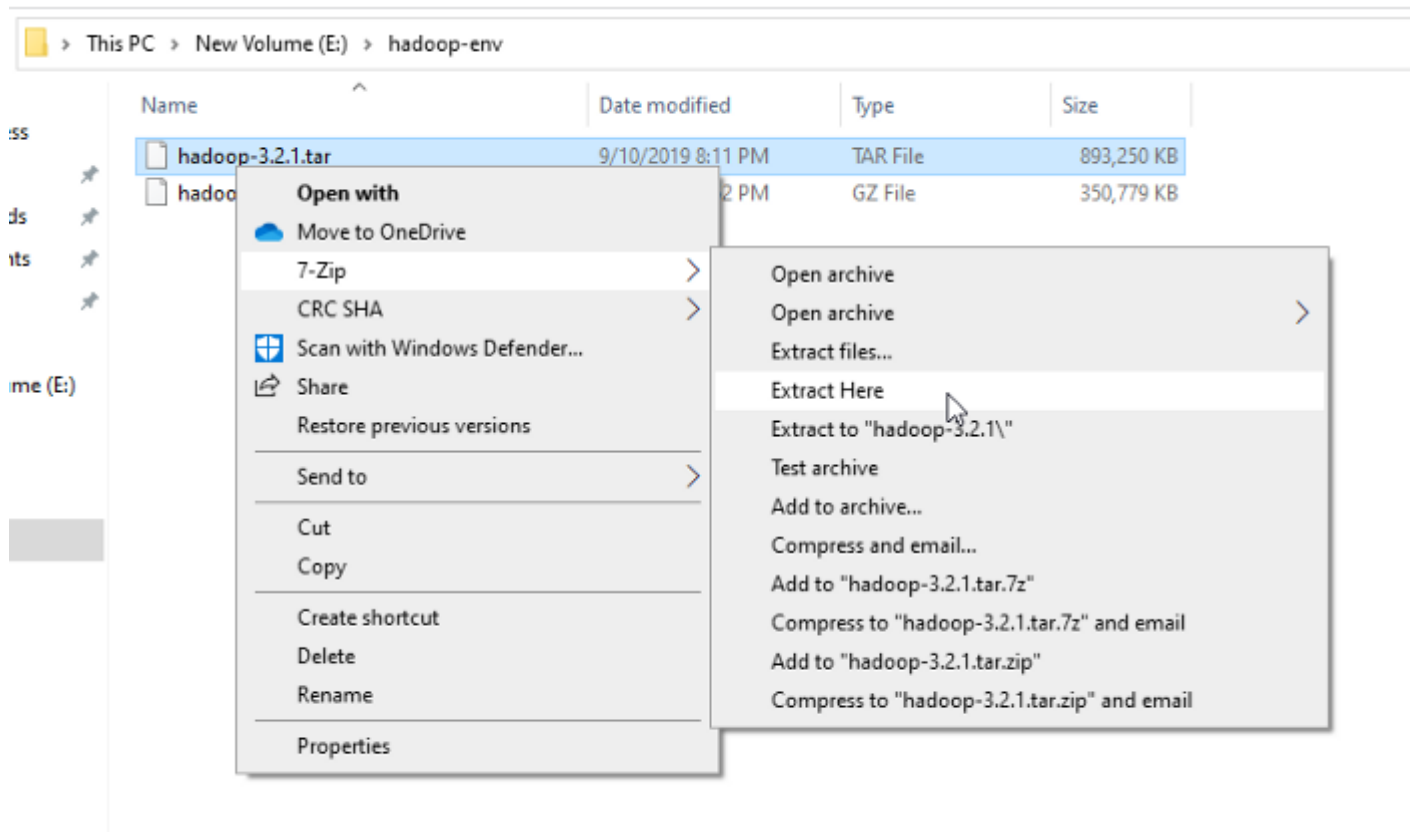 This PC > New Volume (E:) > hadoop-env
Name Date modified Type Size
hadoop-3.2.1.tar 9/10/2019 8:11 PM TAR File 893,250 KB
hadoo 2 PM GZ File 350,779 KB
ess
ds
nts
me (E:)
Open with
Move to OneDrive
7-Zip
CRC SHA
Scan with Windows Defender...
Share
Restore previous versions
Send to
Cut
Copy
Create shortcut
Delete
Rename
Properties
Open archive
Open archive
Extract files...
Extract Here
Extract to "hadoop-3.2.1\"
Test archive
Add to archive...
Compress and email...
Add to "hadoop-3.2.1.tar.7z"
Compress to "hadoop-3.2.1.tar.7z" and email
Add to "hadoop-3.2.1.tar.zip"
Compress to "hadoop-3.2.1.tar.zip" and email